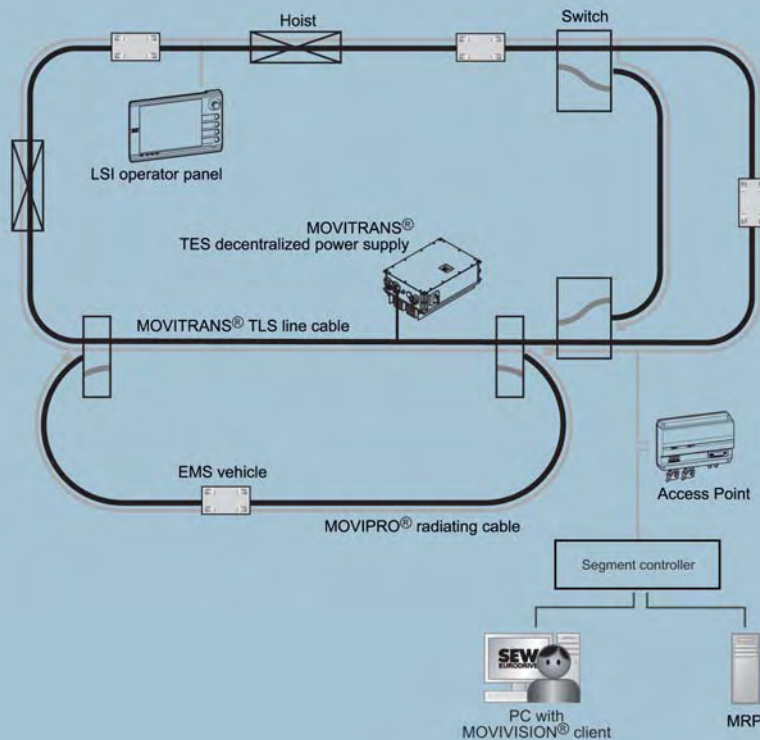 Hoist
Switch
LSI operator panel
MOVITRANS®
TES decentralized power supply
MOVITRANS® TLS line cable
EMS vehicle
MOVIPRO® radiating cable
Access Point
Segment controller
SEW
EURODRIVE
PC with
MOVIVISION® client
MRP